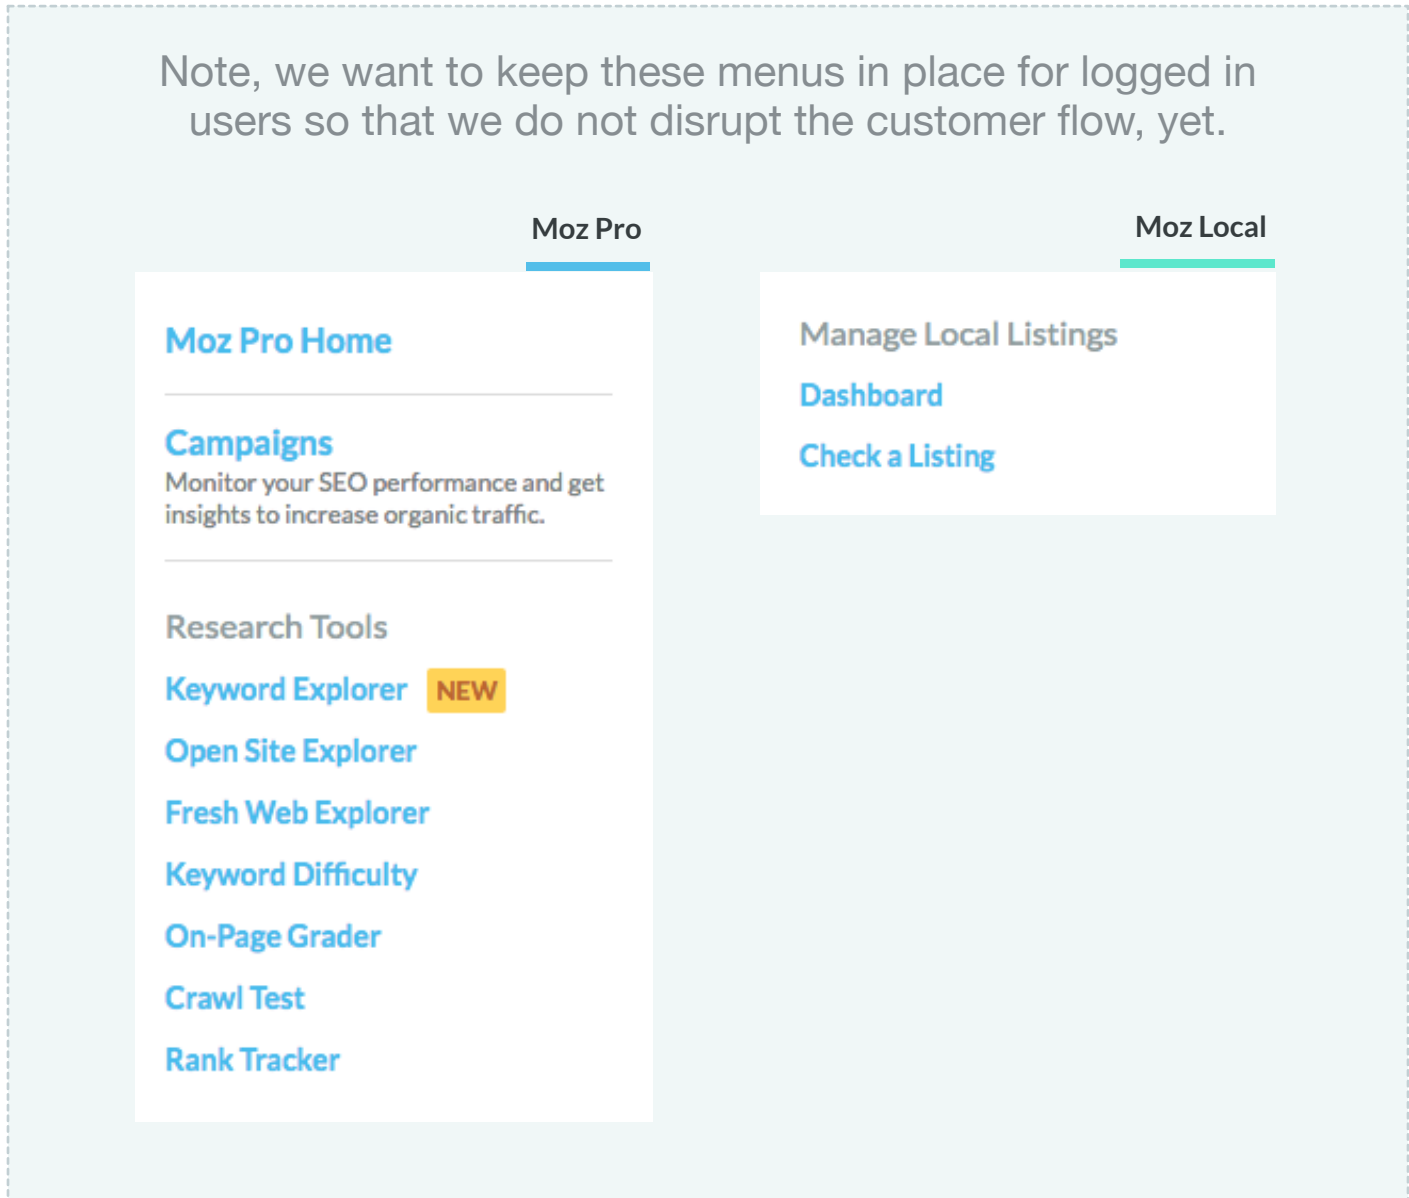 Note, we want to keep these menus in place for logged in
users so that we do not disrupt the customer flow, yet.
Moz Pro
Moz Pro Home
Campaigns
Monitor your SEO performance and get
insights to increase organic traffic.
Research Tools
Keyword Explorer NEW
Open Site Explorer
Fresh Web Explorer
Keyword Difficulty
On-Page Grader
Crawl Test
Rank Tracker
Moz Local
Manage Local Listings
Dashboard
Check a Listing